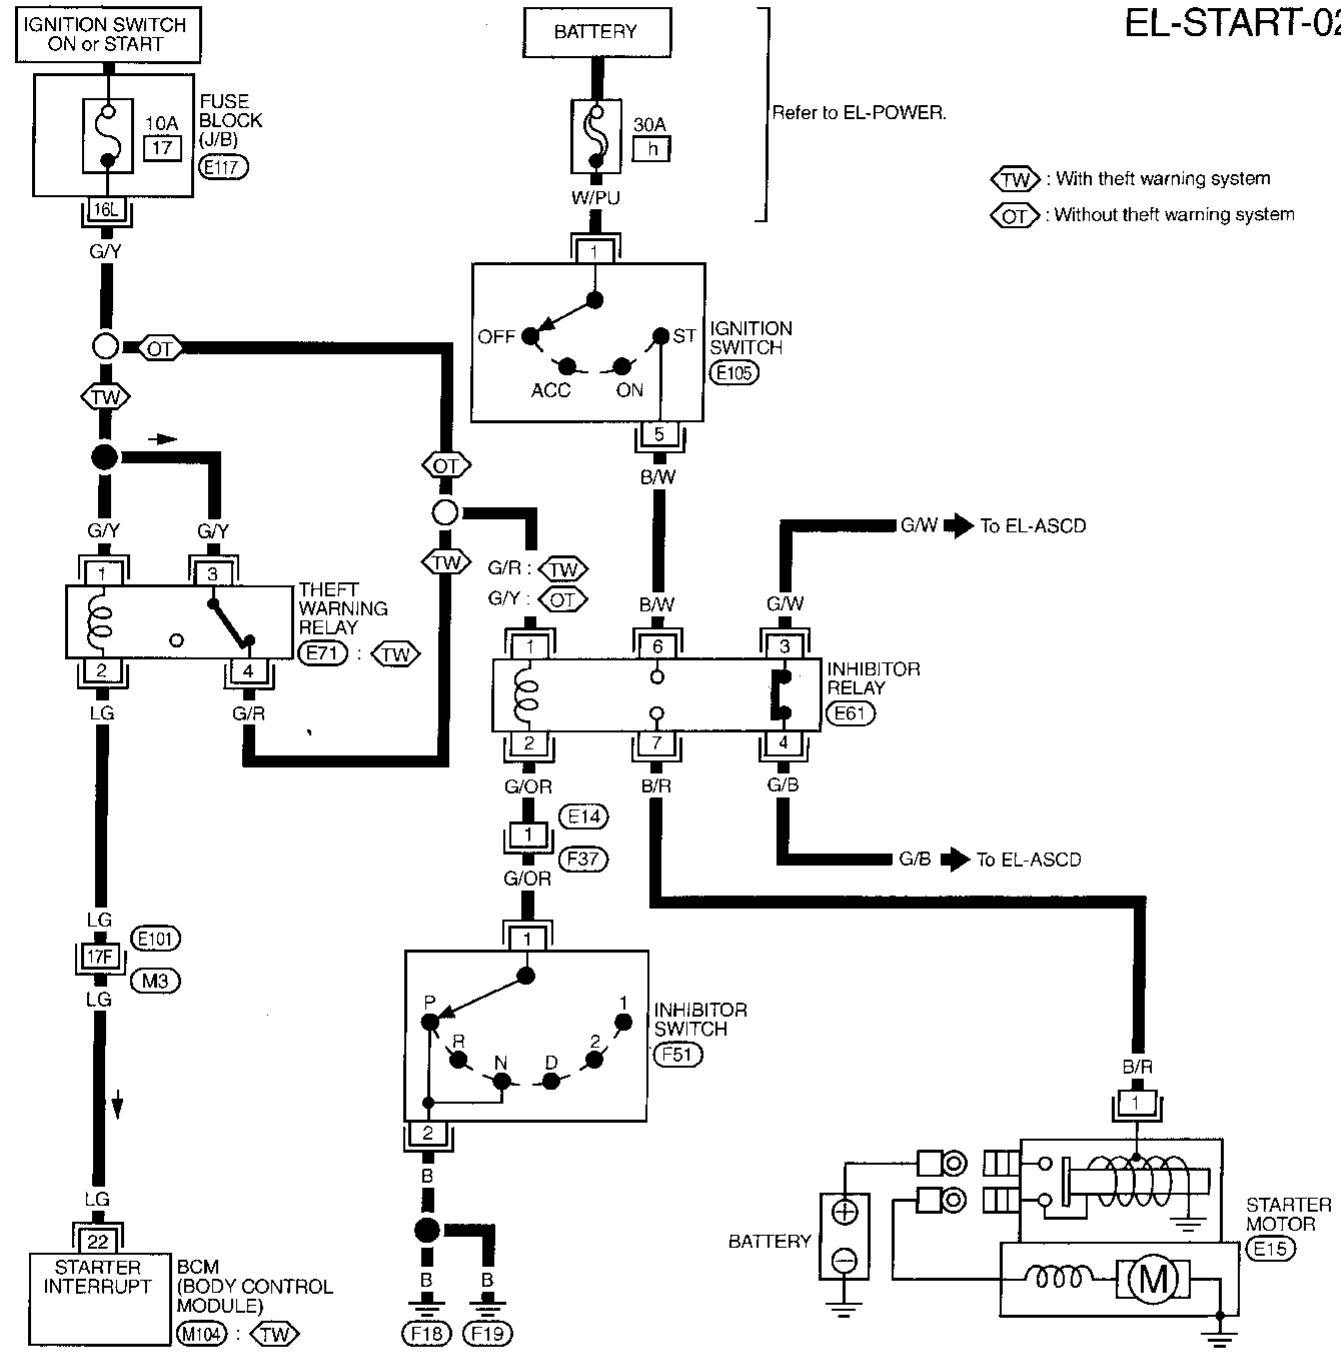 EL-START-02
IGNITION SWITCH
ON or START
BATTERY
FUSE
BLOCK
(J/B)
E117
10A
17
30A
h
Refer to EL-POWER.
16L
W/PU
TW : With theft warning system
OT : Without theft warning system
G/Y
1
OFF
ST
ACC
ON
IGNITION
SWITCH
E105
OT
TW
5
OT
B/W
G/W
To EL-ASCD
G/Y
G/Y
TW
G/R : TW
G/Y : OT
B/W
G/W
1
3
THEFT
WARNING
RELAY
E71 : TW
1
6
3
INHIBITOR
RELAY
E61
2
4
LG
G/R
2
7
4
G/OR
B/R
G/B
E14
1
F37
G/B
To EL-ASCD
G/OR
LG
E101
17F
M3
LG
1
P
R
N
D
2
1
INHIBITOR
SWITCH
F51
B/R
1
2
B
LG
22
STARTER
INTERRUPT
BCM
(BODY CONTROL
MODULE)
M104 : TW
B
B
F18
F19
BATTERY
+
−
M
STARTER
MOTOR
E15